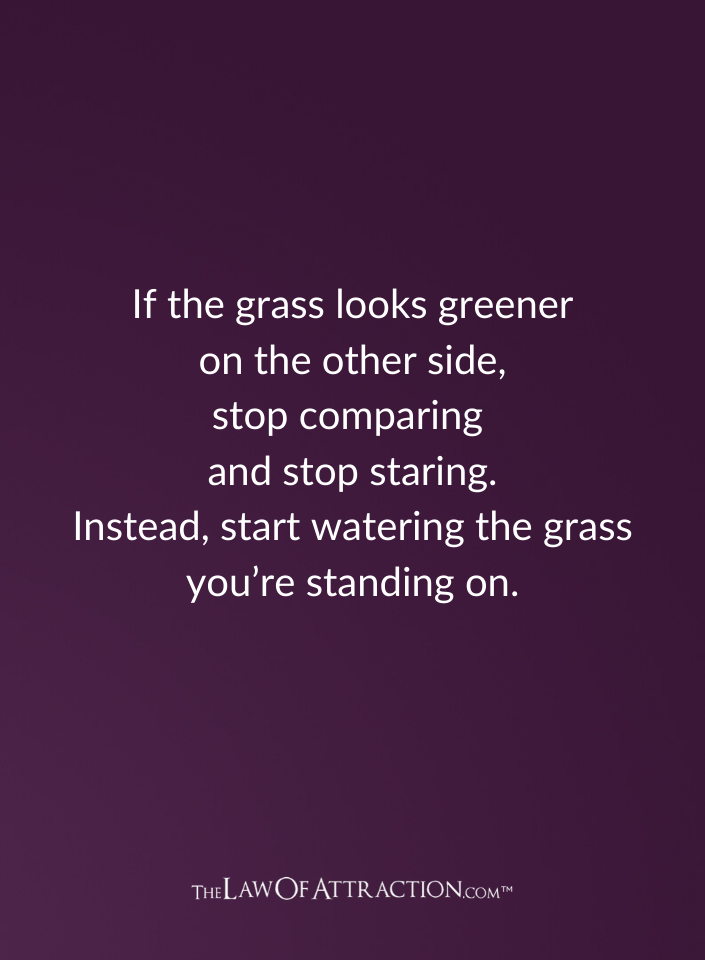 If the grass looks greener
on the other side,
stop comparing
and stop staring.
Instead, start watering the grass
you’re standing on.
THELAWOFATTRACTION.COM™